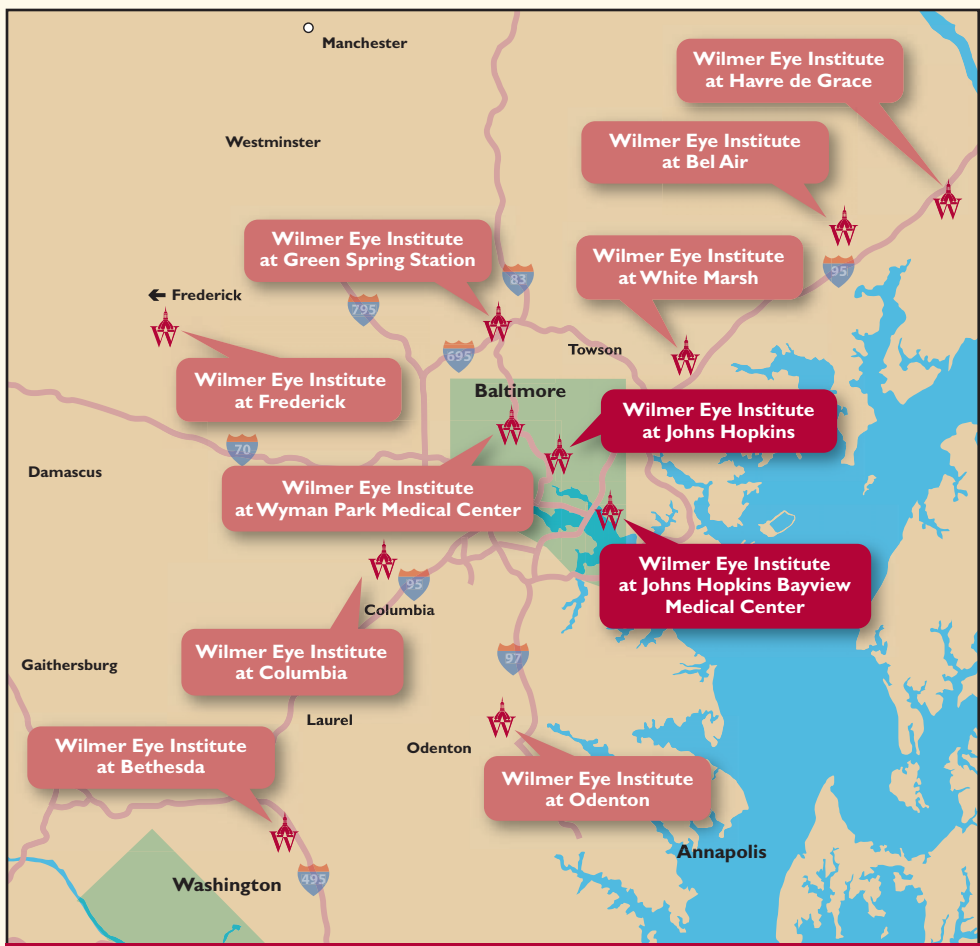 Manchester
Wilmer Eye Institute
at Havre de Grace
Westminster
Wilmer Eye Institute
at Bel Air
Wilmer Eye Institute
at Green Spring Station
Wilmer Eye Institute
at White Marsh
83
95
Frederick
795
695
Towson
Wilmer Eye Institute
at Frederick
Baltimore
Wilmer Eye Institute
at Johns Hopkins
70
Damascus
Wilmer Eye Institute
at Wyman Park Medical Center
Wilmer Eye Institute
at Johns Hopkins Bayview
Medical Center
95
Columbia
Wilmer Eye Institute
at Columbia
Gaithersburg
97
Laurel
Odenton
Wilmer Eye Institute
at Bethesda
Wilmer Eye Institute
at Odenton
Annapolis
Washington
495